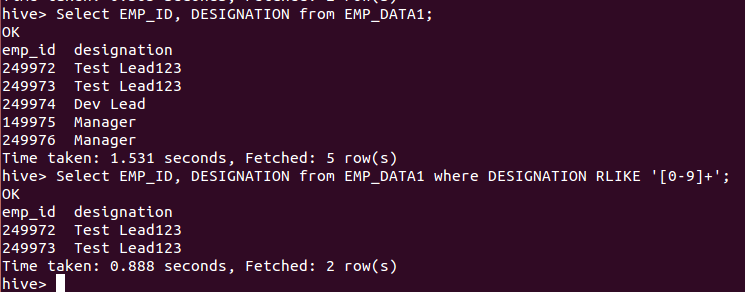 hive> Select EMP_ID, DESIGNATION from EMP_DATA1;
OK
emp_id  designation
249972  Test Lead123
249973  Test Lead123
249974  Dev Lead
149975  Manager
249976  Manager
Time taken: 1.531 seconds, Fetched: 5 row(s)
hive> Select EMP_ID, DESIGNATION from EMP_DATA1 where DESIGNATION RLIKE '[0-9]+';
OK
emp_id  designation
249972  Test Lead123
249973  Test Lead123
Time taken: 0.888 seconds, Fetched: 2 row(s)
hive>